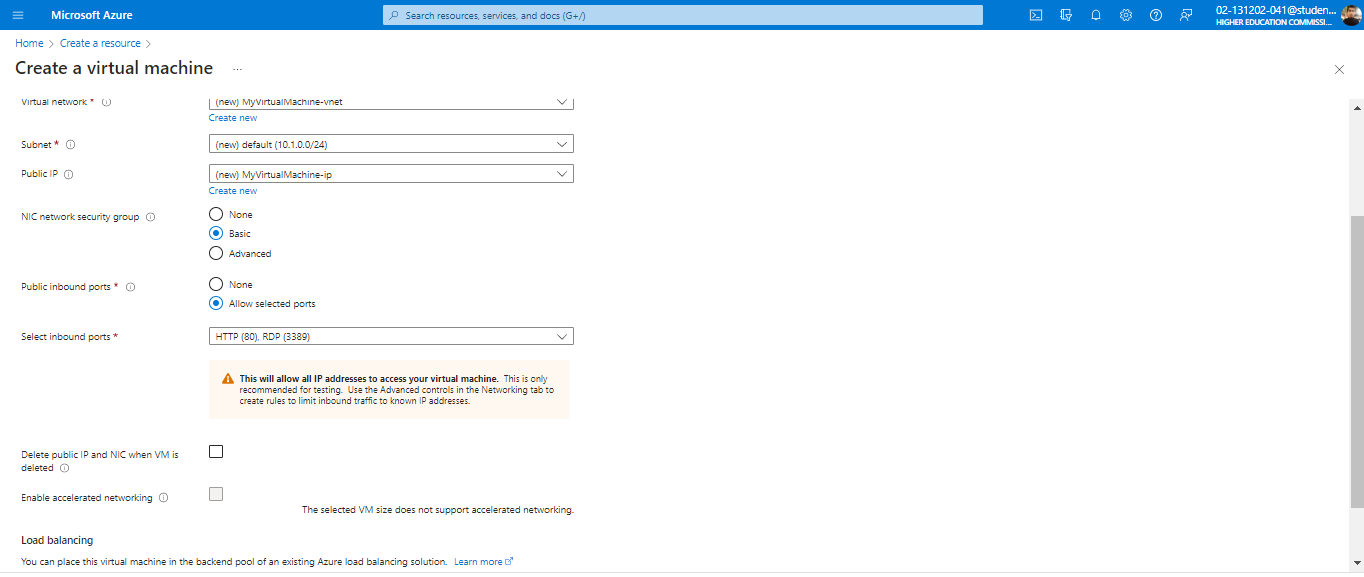 Microsoft Azure
Search resources, services, and docs (G+/)
02-131202-041@studen...
HIGHER EDUCATION COMMISSI...
Home > Create a resource >
Create a virtual machine ...
Virtual network *
(new) MyVirtualMachine-vnet
Create new
Subnet *
(new) default (10.1.0.0/24)
Public IP
(new) MyVirtualMachine-ip
Create new
NIC network security group
None
Basic
Advanced
Public inbound ports *
None
Allow selected ports
Select inbound ports *
HTTP (80), RDP (3389)
This will allow all IP addresses to access your virtual machine. This is only
recommended for testing. Use the Advanced controls in the Networking tab to
create rules to limit inbound traffic to known IP addresses.
Delete public IP and NIC when VM is
deleted
Enable accelerated networking
The selected VM size does not support accelerated networking.
Load balancing
You can place this virtual machine in the backend pool of an existing Azure load balancing solution. Learn more